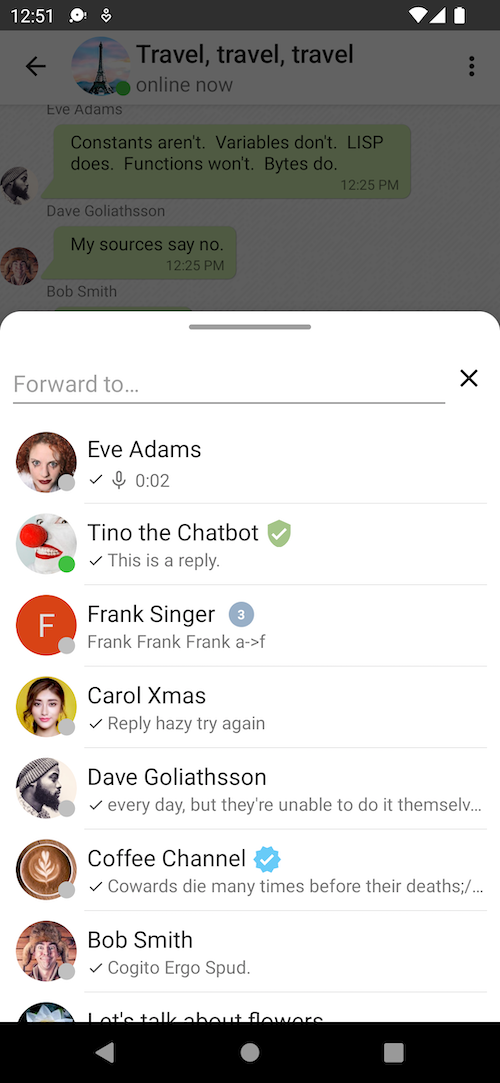 12:51
Travel, travel, travel
online now
Eve Adams
Constants aren't. Variables don't. LISP
does. Functions won't. Bytes do.
12:25 PM
Dave Goliathsson
My sources say no.
12:25 PM
Bob Smith
Forward to…
Eve Adams
0:02
Tino the Chatbot
This is a reply.
Frank Singer 3
F
Frank Frank Frank a->f
Carol Xmas
Reply hazy try again
Dave Goliathsson
every day, but they're unable to do it themselv…
Coffee Channel
Cowards die many times before their deaths;/…
Bob Smith
Cogito Ergo Spud.
Let's talk about flowers